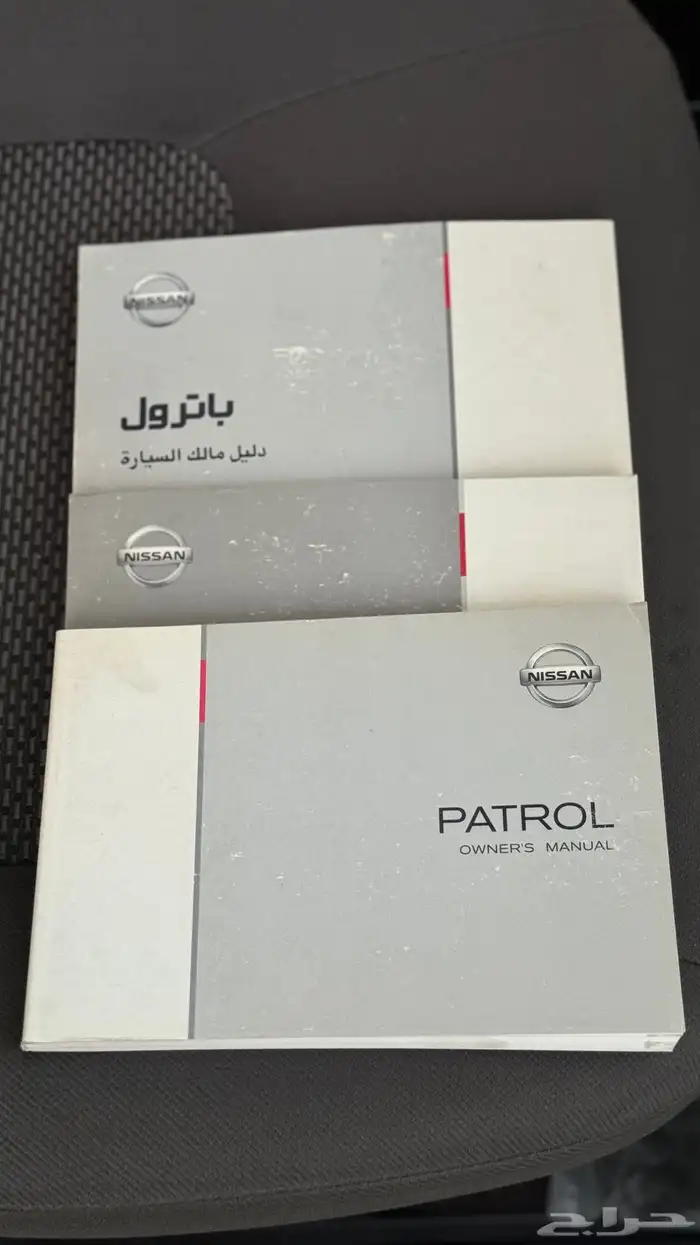 NISSAN
باترول
دليل مالك السيارة
NISSAN
NISSAN
PATROL
OWNER'S MANUAL
حراج